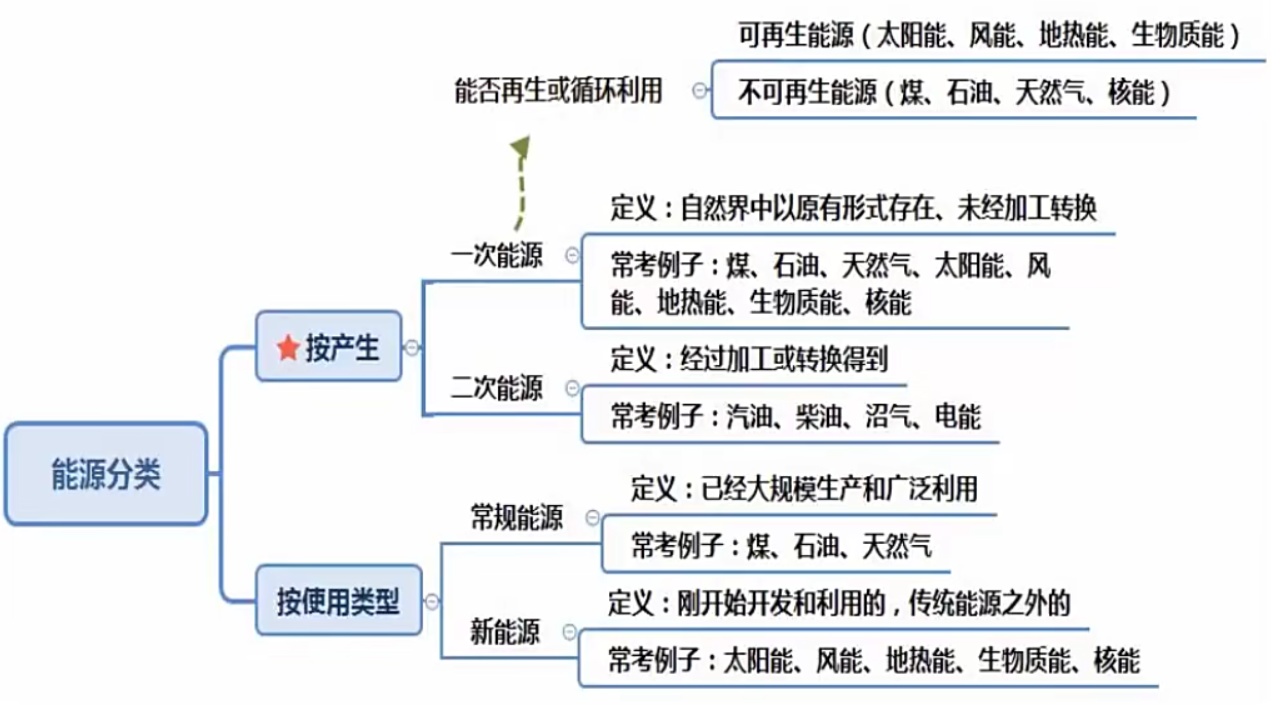 可再生能源（太阳能、风能、地热能、生物质能）
能否再生或循环利用
不可再生能源（煤、石油、天然气、核能）
定义：自然界中以原有形式存在、未经加工转换
一次能源
常考例子：煤、石油、天然气、太阳能、风
能、地热能、生物质能、核能
按产生
定义：经过加工或转换得到
二次能源
常考例子：汽油、柴油、沼气、电能
能源分类
定义：已经大规模生产和广泛利用
常规能源
常考例子：煤、石油、天然气
按使用类型
定义：刚开始开发和利用的，传统能源之外的
新能源
常考例子：太阳能、风能、地热能、生物质能、核能